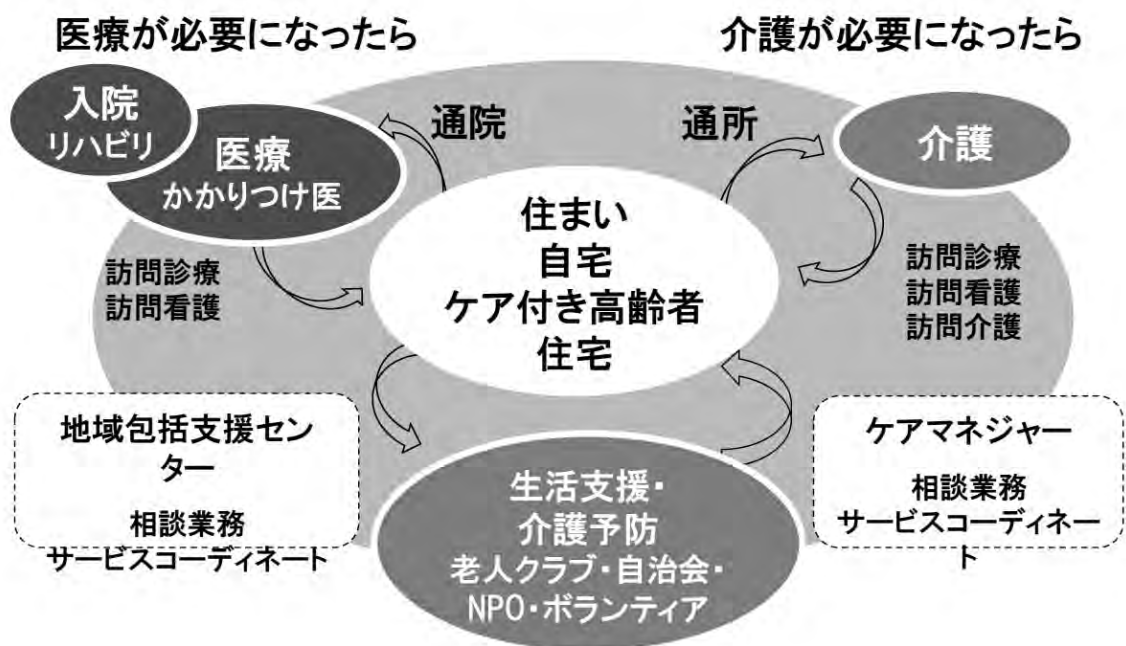 医療が必要になったら
介護が必要になったら
入院
リハビリ
医療
かかりつけ医
通院
通所
介護
住まい
自宅
ケア付き高齢者
住宅
訪問診療
訪問看護
訪問診療
訪問看護
訪問介護
地域包括支援セン
ター
相談業務
サービスコーディネート
生活支援・
介護予防
老人クラブ・自治会・
NPO・ボランティア
ケアマネジャー
相談業務
サービスコーディネー
ト